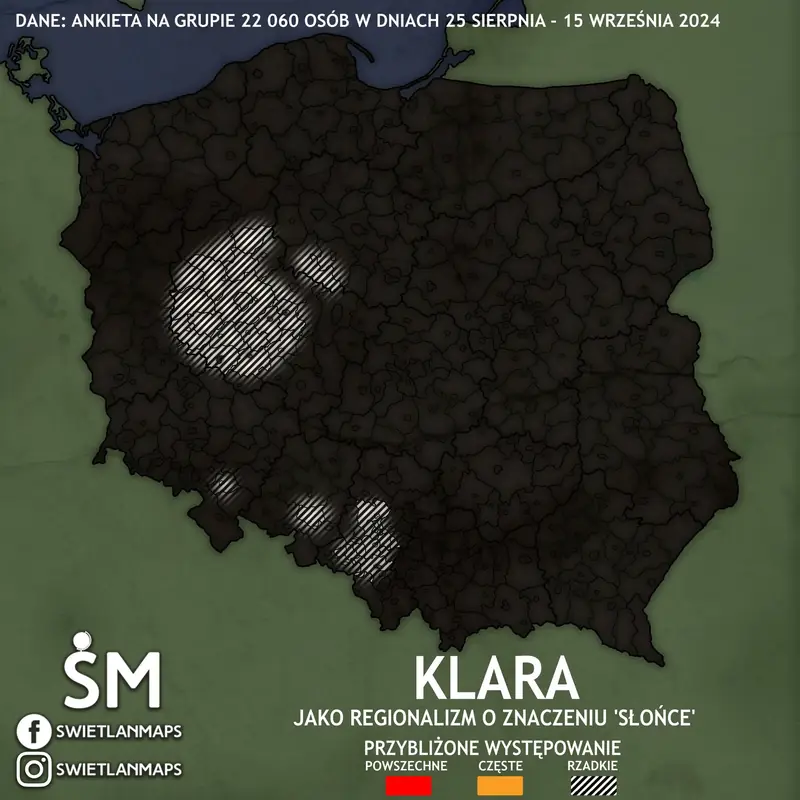 DANE: ANKIETA NA GRUPIE 22 060 OSÓB W DNIACH 25 SIERPNIA - 15 WRZEŚNIA 2024
ŚM
SWIETLANMAPS
SWIETLANMAPS
KLARA
JAKO REGIONALIZM O ZNACZENIU 'SŁOŃCE'
PRZYBLIŻONE WYSTĘPOWANIE
POWSZECHNE CZĘSTE RZADKIE